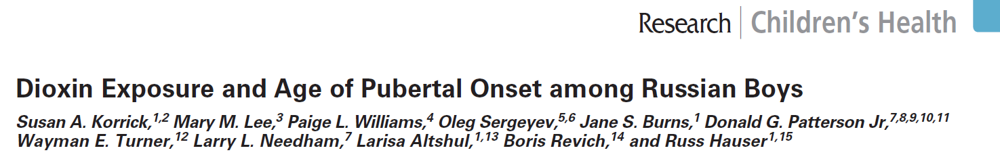 Research | Children's Health
Dioxin Exposure and Age of Pubertal Onset among Russian Boys
Susan A. Korrick,1,2 Mary M. Lee,3 Paige L. Williams,4 Oleg Sergeyev,5,6 Jane S. Burns,1 Donald G. Patterson Jr,7,8,9,10,11
Wayman E. Turner,12 Larry L. Needham,7 Larisa Altshul,1,13 Boris Revich,14 and Russ Hauser1,15